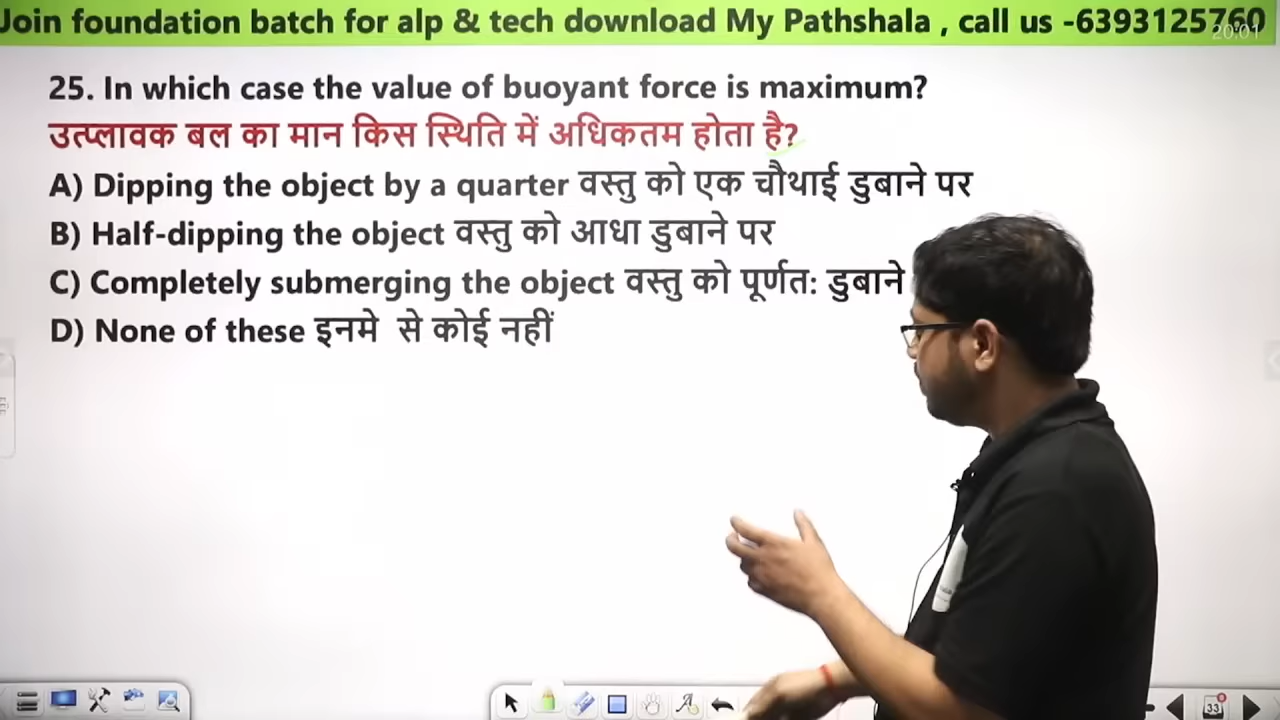 Join foundation batch for alp & tech download My Pathshala , call us -6393125760
20:01
25. In which case the value of buoyant force is maximum?
उत्प्लावक बल का मान किस स्थिति में अधिकतम होता है?
A) Dipping the object by a quarter वस्तु को एक चौथाई डुबाने पर
B) Half-dipping the object वस्तु को आधा डुबाने पर
C) Completely submerging the object वस्तु को पूर्णत: डुबाने
D) None of these इनमे से कोई नहीं
33